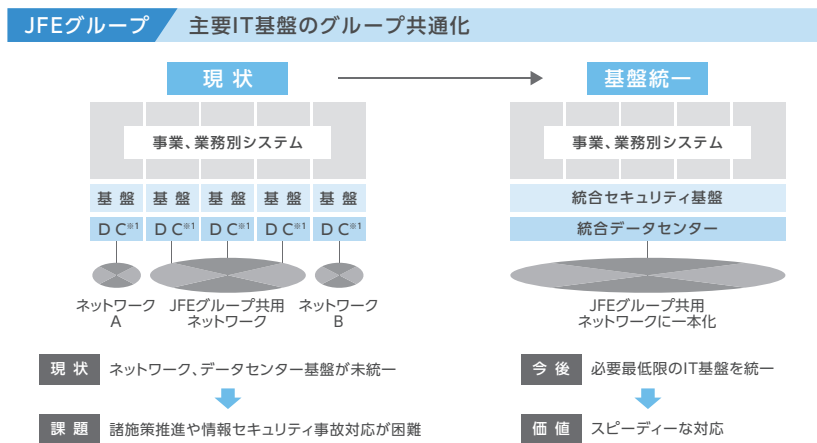 JFEグループ 主要IT基盤のグループ共通化
現状
基盤統一
事業、業務別システム
事業、業務別システム
基盤 基盤 基盤 基盤 基盤
統合セキュリティ基盤
DC※1 DC※1 DC※1 DC※1 DC※1
統合データセンター
ネットワーク
A
JFEグループ共用
ネットワーク
ネットワーク
B
JFEグループ共用
ネットワークに一本化
現状 ネットワーク、データセンター基盤が未統一
課題 諸施策推進や情報セキュリティ事故対応が困難
今後 必要最低限のIT基盤を統一
価値 スピーディーな対応